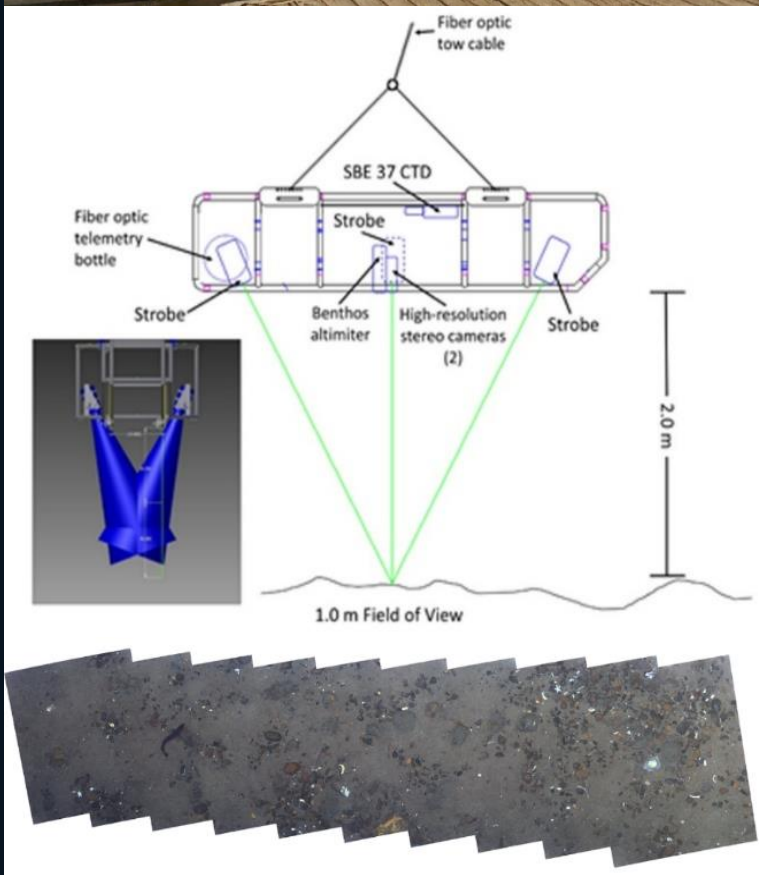 Fiber optic
tow cable
SBE 37 CTD
Strobe
Fiber optic
telemetry
bottle
Strobe
Benthos
altimiter
High-resolution
stereo cameras
(2)
Strobe
2.0 m
1.0 m Field of View